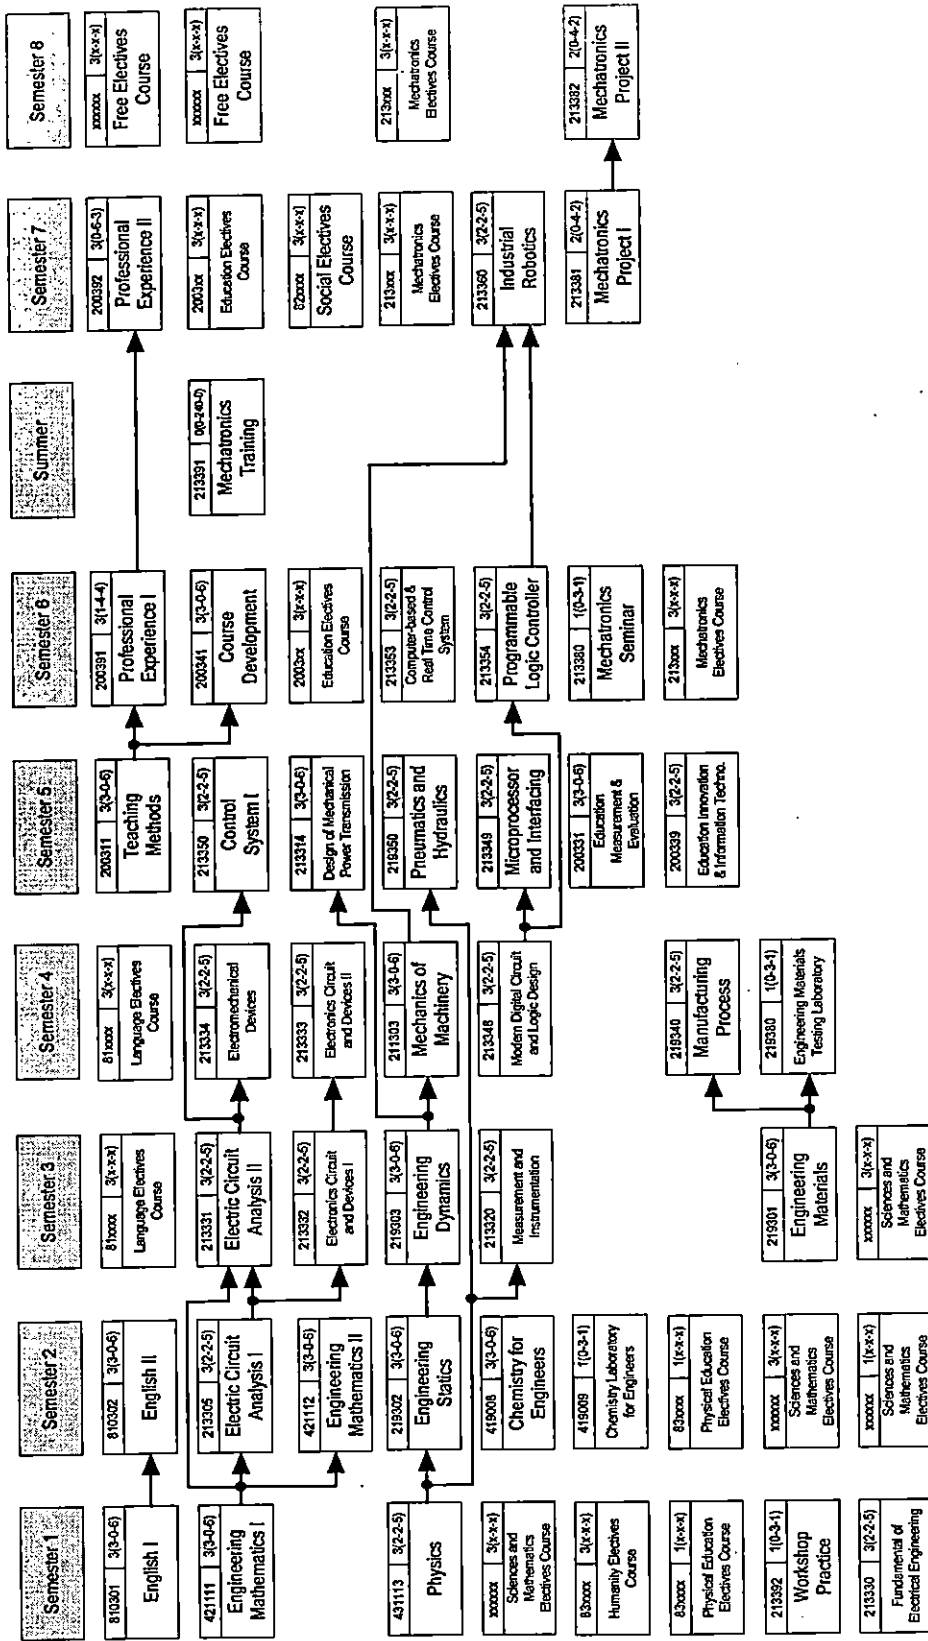 Semester 1
810301 3(3-0-6)
English I
421111 3(3-0-6)
Engineering
Mathematics I
431113 3(2-2-5)
Physics
xxxxxx 3(x-x-x)
Sciences and
Mathematics
Electives Course
83xxxx 3(x-x-x)
Humanity Electives
Course
83xxxx 1(x-x-x)
Physical Education
Electives Course
213392 1(0-3-1)
Workshop
Practice
213330 3(2-2-5)
Fundamental of
Electrical Engineering
Semester 2
810302 3(3-0-6)
English II
213305 3(2-2-5)
Electric Circuit
Analysis I
421112 3(3-0-6)
Engineering
Mathematics II
219302 3(3-0-6)
Engineering
Statics
419008 3(3-0-6)
Chemistry for
Engineers
419009 1(0-3-1)
Chemistry Laboratory
for Engineers
83xxxx 1(x-x-x)
Physical Education
Electives Course
xxxxxx 3(x-x-x)
Sciences and
Mathematics
Electives Course
xxxxxx 1(x-x-x)
Sciences and
Mathematics
Electives Course
Semester 3
81xxxx 3(x-x-x)
Language Electives
Course
213331 3(2-2-5)
Electric Circuit
Analysis II
213332 3(2-2-5)
Electronics Circuit
and Devices I
219303 3(3-0-6)
Engineering
Dynamics
213320 3(2-2-5)
Measurement and
Instrumentation
219301 3(3-0-6)
Engineering
Materials
xxxxxx 3(x-x-x)
Sciences and
Mathematics
Electives Course
Semester 4
81xxxx 3(x-x-x)
Language Electives
Course
213334 3(2-2-5)
Electromechanical
Devices
213333 3(2-2-5)
Electronics Circuit
and Devices II
211303 3(3-0-6)
Mechanics of
Machinery
213348 3(2-2-5)
Modern Digital Circuit
and Logic Design
219340 3(2-2-5)
Manufacturing
Process
219380 1(0-3-1)
Engineering Materials
Testing Laboratory
Semester 5
200311 3(3-0-6)
Teaching
Methods
213350 3(2-2-5)
Control
System I
213314 3(3-0-6)
Design of Mechanical
Power Transmission
219350 3(2-2-5)
Pneumatics and
Hydraulics
213349 3(2-2-5)
Microprocessor
and Interfacing
200331 3(3-0-6)
Education
Measurement &
Evaluation
200339 3(2-2-5)
Education Innovation
& Information Techno.
Semester 6
200391 3(1-4-4)
Professional
Experience I
200341 3(3-0-6)
Course
Development
2003xx 3(x-x-x)
Education Electives
Course
213353 3(2-2-5)
Computer-based &
Real Time Control
System
213354 3(2-2-5)
Programmable
Logic Controller
213380 1(0-3-1)
Mechatronics
Seminar
213xxx 3(x-x-x)
Mechatronics
Electives Course
Summer
213391 0(0-240-0)
Mechatronics
Training
Semester 7
200392 3(0-6-3)
Professional
Experience II
2003xx 3(x-x-x)
Education Electives
Course
82xxxx 3(x-x-x)
Social Electives
Course
213xxx 3(x-x-x)
Mechatronics
Electives Course
213360 3(2-2-5)
Industrial
Robotics
213381 2(0-4-2)
Mechatronics
Project I
Semester 8
xxxxxx 3(x-x-x)
Free Electives
Course
xxxxxx 3(x-x-x)
Free Electives
Course
213xxx 3(x-x-x)
Mechatronics
Electives Course
213382 2(0-4-2)
Mechatronics
Project II